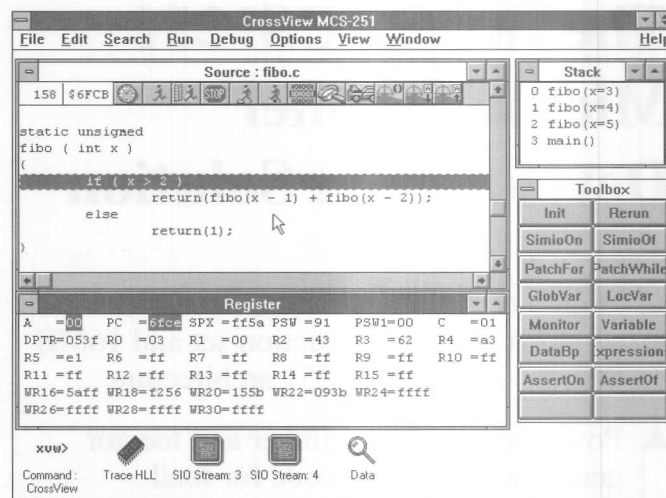 CrossView MCS-251
File Edit Search Run Debug Options View Window Help
Source : fibo.c
158 $6FCB STOP
static unsigned
fibo ( int x )
{
if ( x > 2 )
return(fibo(x - 1) + fibo(x - 2));
else
return(1);
}
Stack
0 fibo(x=3)
1 fibo(x=4)
2 fibo(x=5)
3 main()
Toolbox
Init Rerun
SimioOn SimioOf
PatchFor PatchWhile
GlobVar LocVar
Monitor Variable
DataBp xpression
AssertOn AssertOf
Register
A =00 PC =6fce SPX =ff5a PSW =91 PSW1=00 C =01
DPTR=053f R0 =03 R1 =00 R2 =43 R3 =62 R4 =a3
R5 =e1 R6 =ff R7 =ff R8 =ff R9 =ff R10 =ff
R11 =ff R12 =ff R13 =ff R14 =ff R15 =ff
WR16=5aff WR18=f256 WR20=155b WR22=093b WR24=ffff
WR26=ffff WR28=ffff WR30=ffff
xvw>
Command :
CrossView
Trace HLL
SIO Stream: 3
SIO Stream: 4
Data